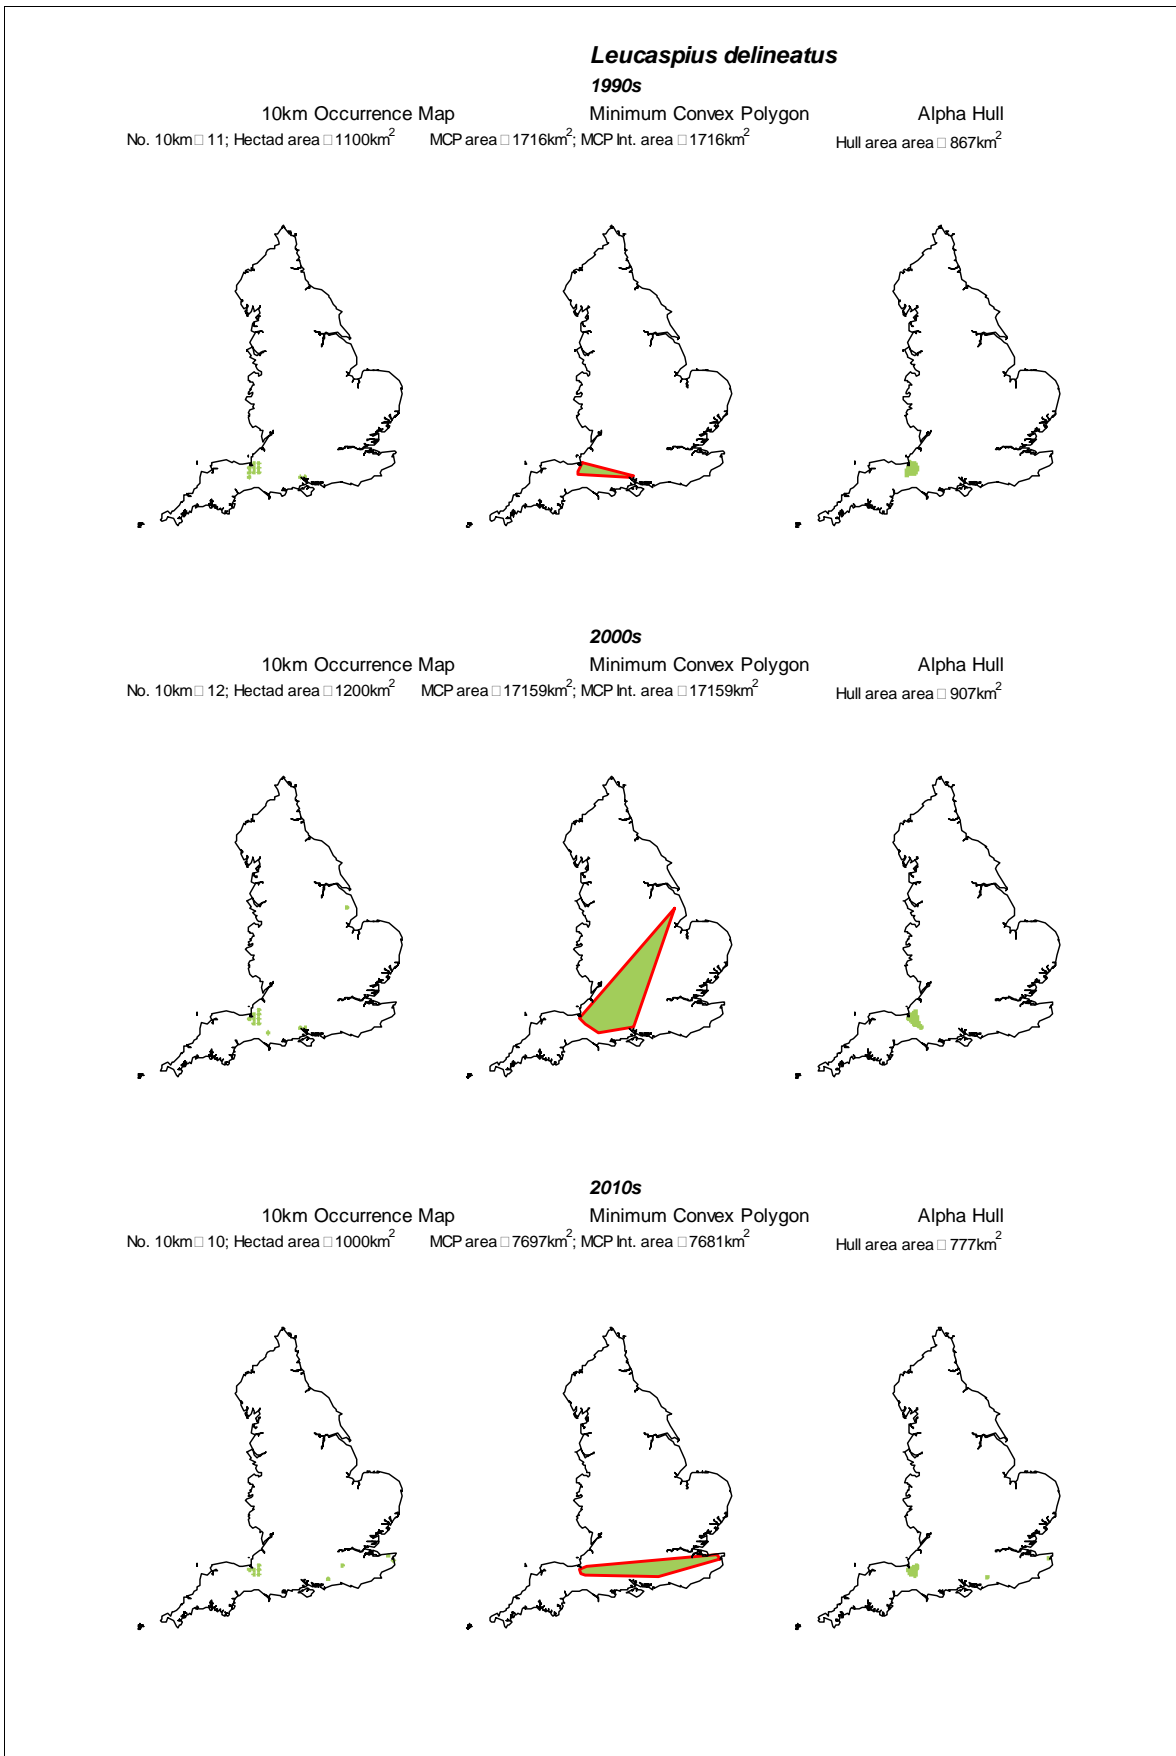 Leucaspius delineatus
1990s
10km Occurrence Map Minimum Convex Polygon Alpha Hull
No. 10km□11; Hectad area□1100km² MCP area□1716km²; MCP Int. area□1716km² Hull area area□867km²
2000s
10km Occurrence Map Minimum Convex Polygon Alpha Hull
No. 10km□12; Hectad area□1200km² MCP area□17159km²; MCP Int. area□17159km² Hull area area□907km²
2010s
10km Occurrence Map Minimum Convex Polygon Alpha Hull
No. 10km□10; Hectad area□1000km² MCP area□7697km²; MCP Int. area□7681km² Hull area area□777km²